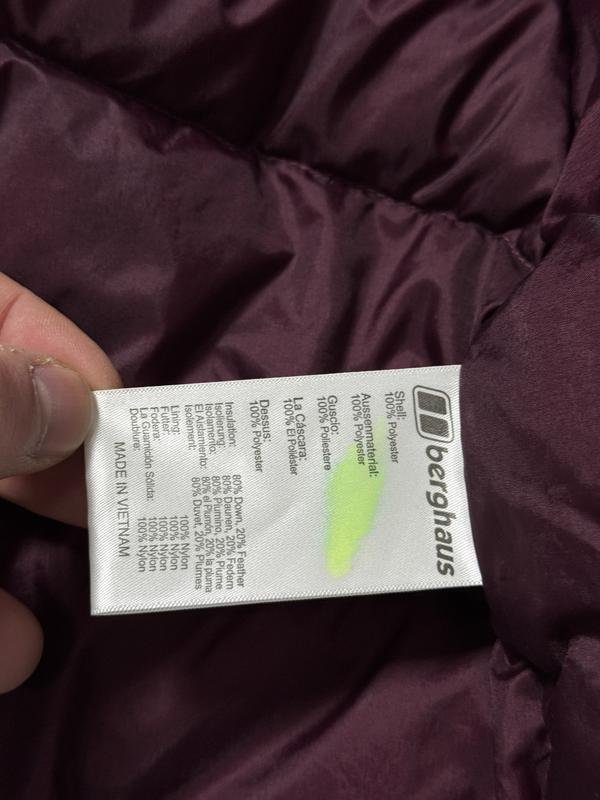 berghaus
Shell:
100% Polyester
Aussenmaterial:
100% Polyester
Guscio:
100% Poliestere
La Cáscara:
100% El Poliéster
Dessus:
100% Polyester
Insulation: 80% Down, 20% Feather
Isolierung: 80% Daunen, 20% Federn
Isolamento: 80% Piumino, 20% Piume
El Aislamiento: 80% el Plumón, 20% la pluma
Isolement: 80% Duvet, 20% Plumes
Lining: 100% Nylon
Futter: 100% Nylon
Fodera: 100% Nylon
La Guarnición Sólida: 100% Nylon
Doublure: 100% Nylon
MADE IN VIETNAM